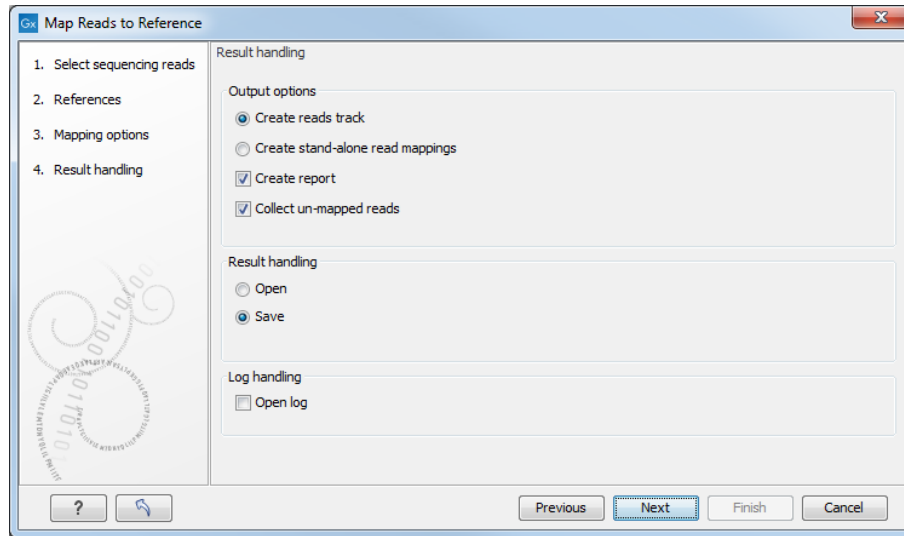 Gx Map Reads to Reference
1. Select sequencing reads
2. References
3. Mapping options
4. Result handling
Result handling
Output options
Create reads track
Create stand-alone read mappings
Create report
Collect un-mapped reads
Result handling
Open
Save
Log handling
Open log
?
Previous
Next
Finish
Cancel